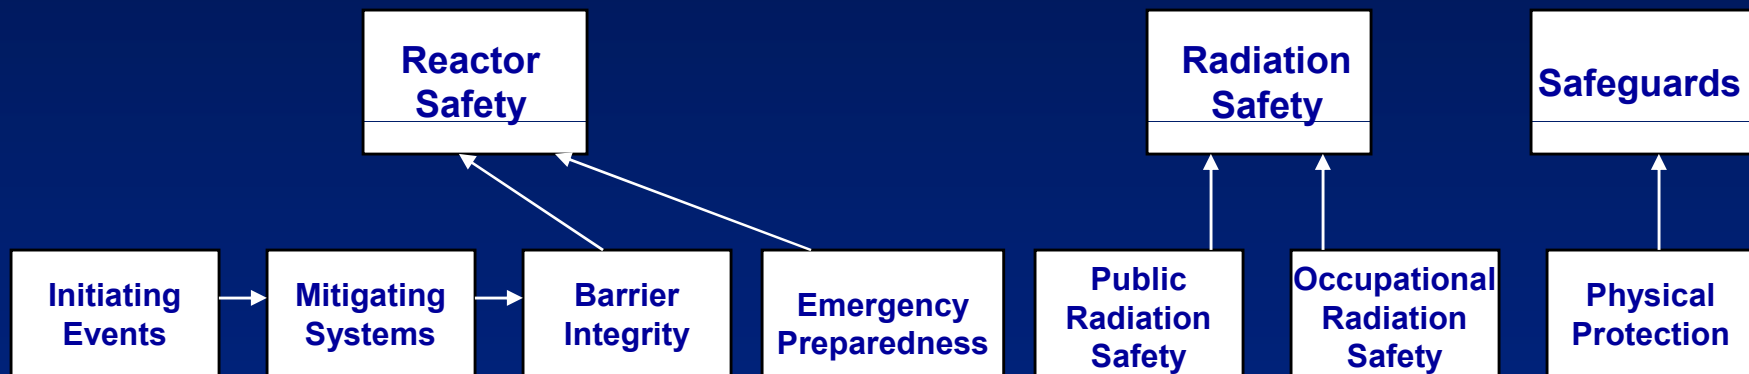 Reactor
Safety
Radiation
Safety
Safeguards
Initiating
Events
Mitigating
Systems
Barrier
Integrity
Emergency
Preparedness
Public
Radiation
Safety
Occupational
Radiation
Safety
Physical
Protection